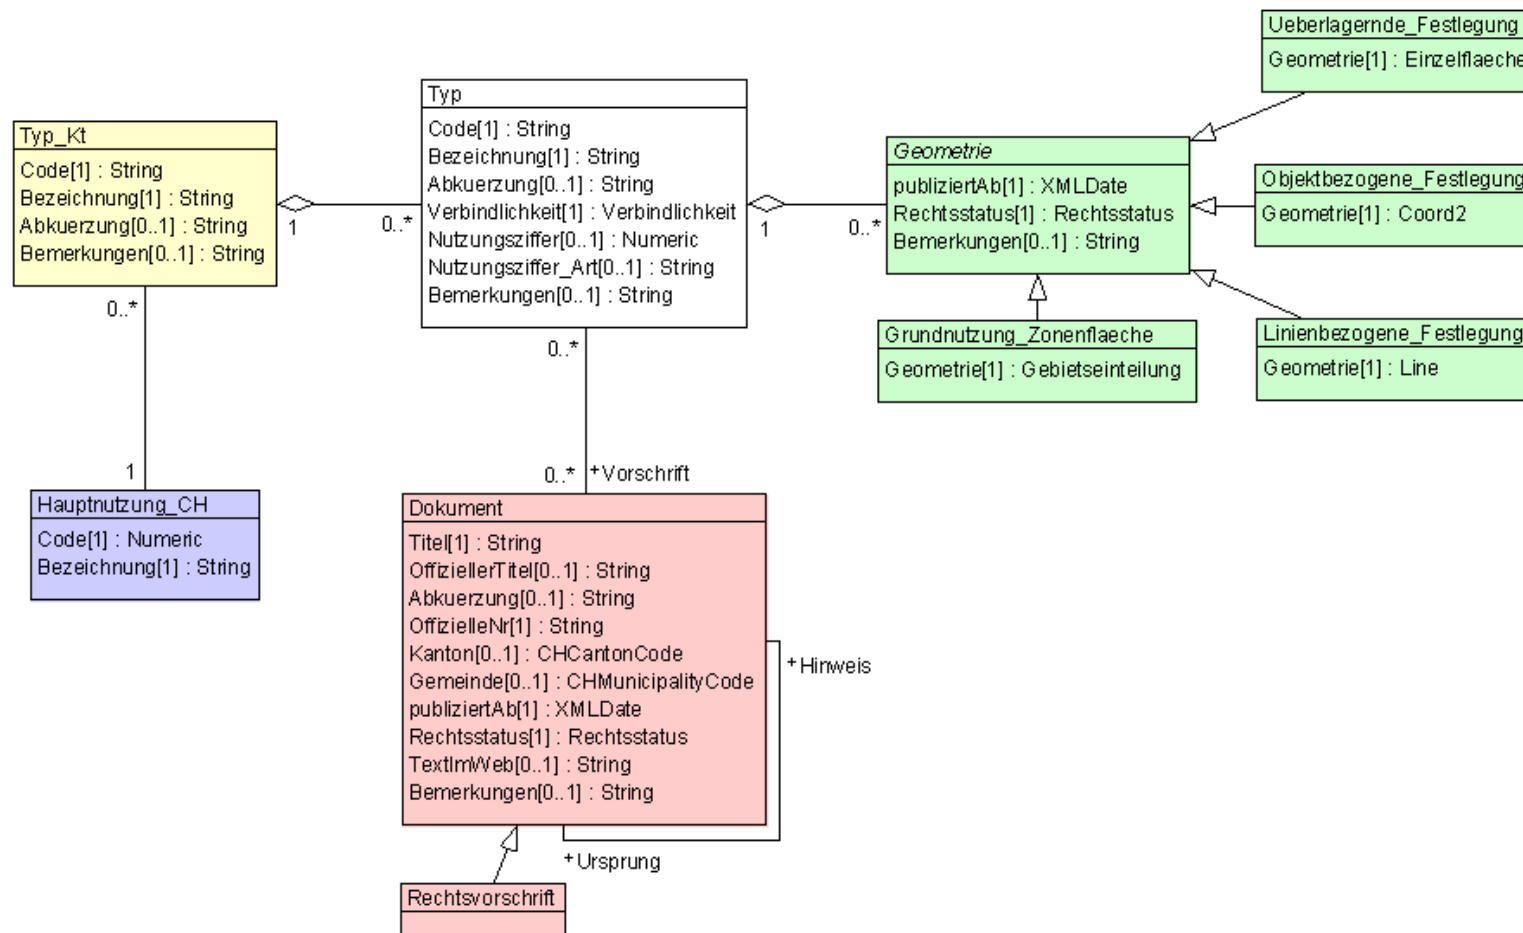 Ueberlagernde_Festlegung
Geometrie[1] : Einzelflaeche
Typ
Code[1] : String
Bezeichnung[1] : String
Abkuerzung[0..1] : String
Verbindlichkeit[1] : Verbindlichkeit
Nutzungsziffer[0..1] : Numeric
Nutzungsziffer_Art[0..1] : String
Bemerkungen[0..1] : String
Typ_Kt
Code[1] : String
Bezeichnung[1] : String
Abkuerzung[0..1] : String
Bemerkungen[0..1] : String
1
0..*
1
0..*
Geometrie
publiziertAb[1] : XMLDate
Rechtsstatus[1] : Rechtsstatus
Bemerkungen[0..1] : String
Objektbezogene_Festlegung
Geometrie[1] : Coord2
Grundnutzung_Zonenflaeche
Geometrie[1] : Gebietseinteilung
Linienbezogene_Festlegung
Geometrie[1] : Line
0..*
1
Hauptnutzung_CH
Code[1] : Numeric
Bezeichnung[1] : String
0..*
0..*
+Vorschrift
Dokument
Titel[1] : String
OffiziellerTitel[0..1] : String
Abkuerzung[0..1] : String
OffizielleNr[1] : String
Kanton[0..1] : CHCantonCode
Gemeinde[0..1] : CHMunicipalityCode
publiziertAb[1] : XMLDate
Rechtsstatus[1] : Rechtsstatus
TextImWeb[0..1] : String
Bemerkungen[0..1] : String
+Hinweis
+Ursprung
Rechtsvorschrift